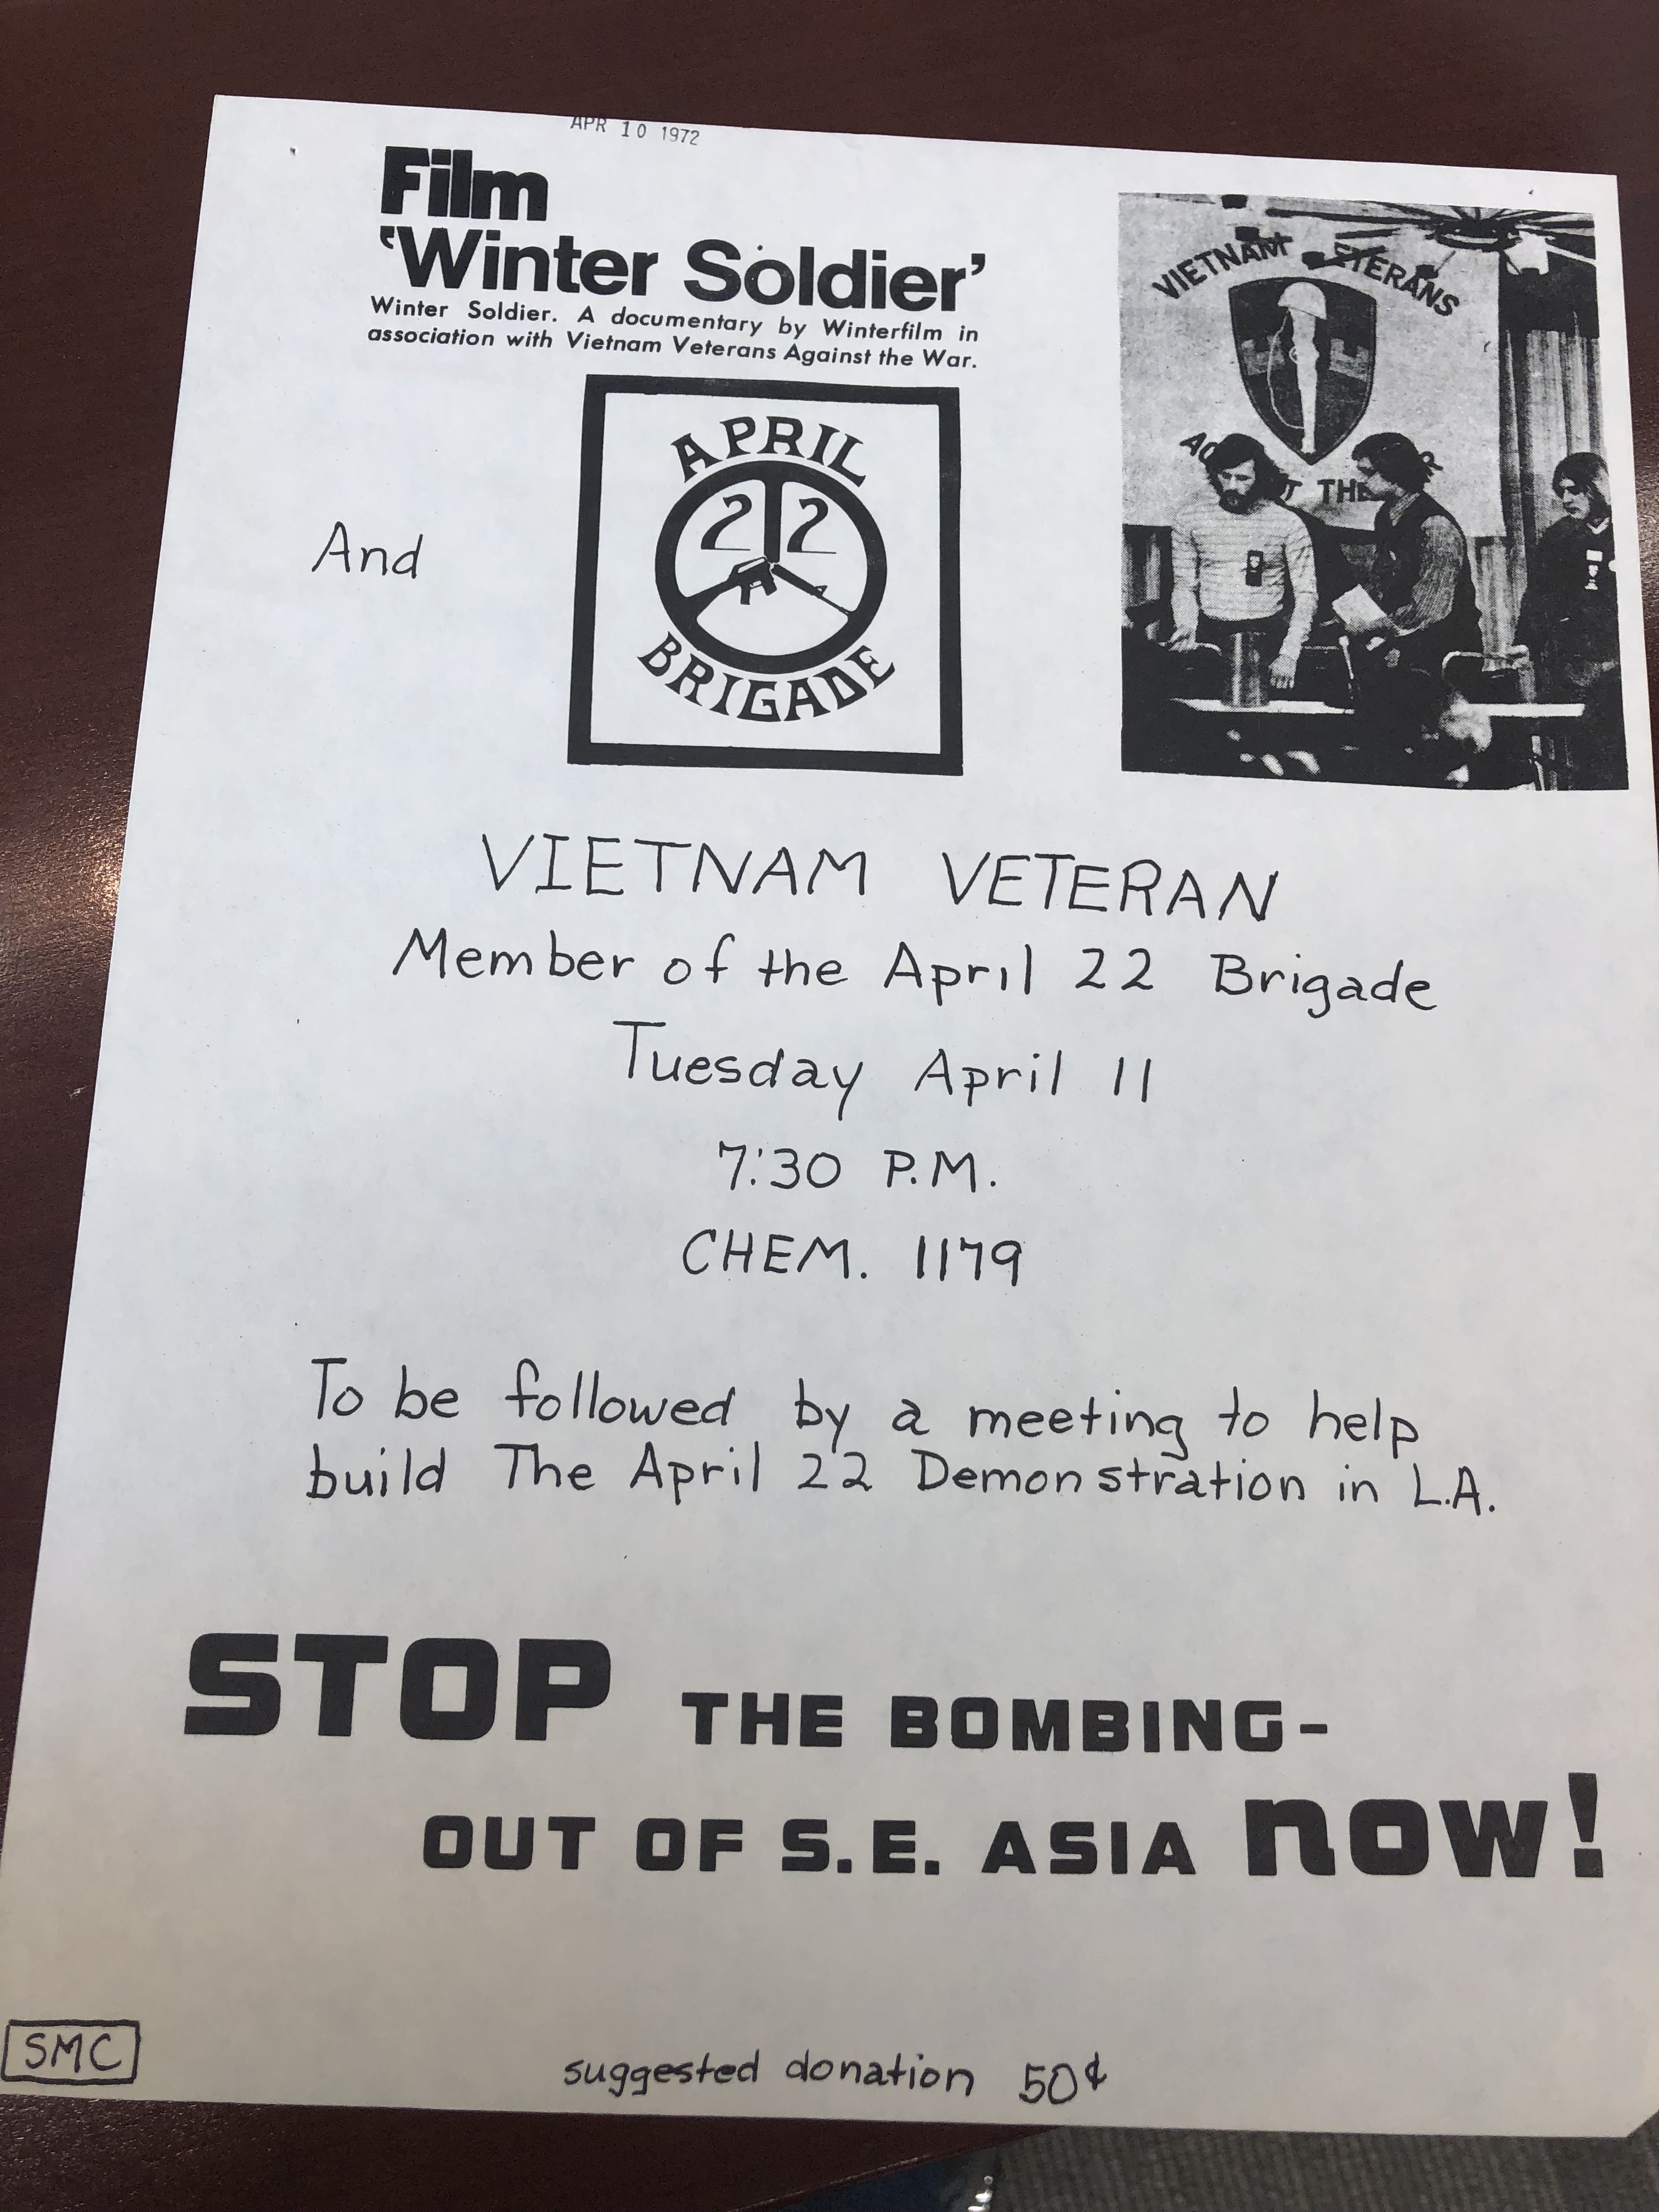 APR 10 1972
Film
‘Winter Soldier’
Winter Soldier. A documentary by Winterfilm in
association with Vietnam Veterans Against the War.
VIETNAM VETERANS
THE
And
APRIL
22
BRIGADE
VIETNAM VETERAN
Member of the April 22 Brigade
Tuesday April 11
7:30 P.M.
CHEM. 1179
To be followed by a meeting to help
build The April 22 Demonstration in L.A.
STOP THE BOMBING-
OUT OF S.E. ASIA now!
SMC
suggested donation 50¢